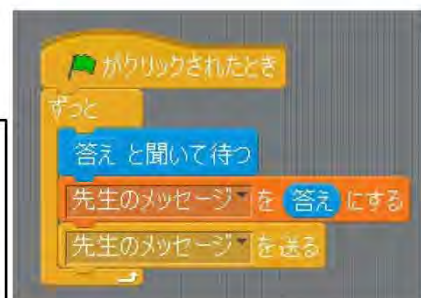 がクリックされたとき
ずっと
答え と聞いて待つ
先生のメッセージ を 答え にする
先生のメッセージ を送る